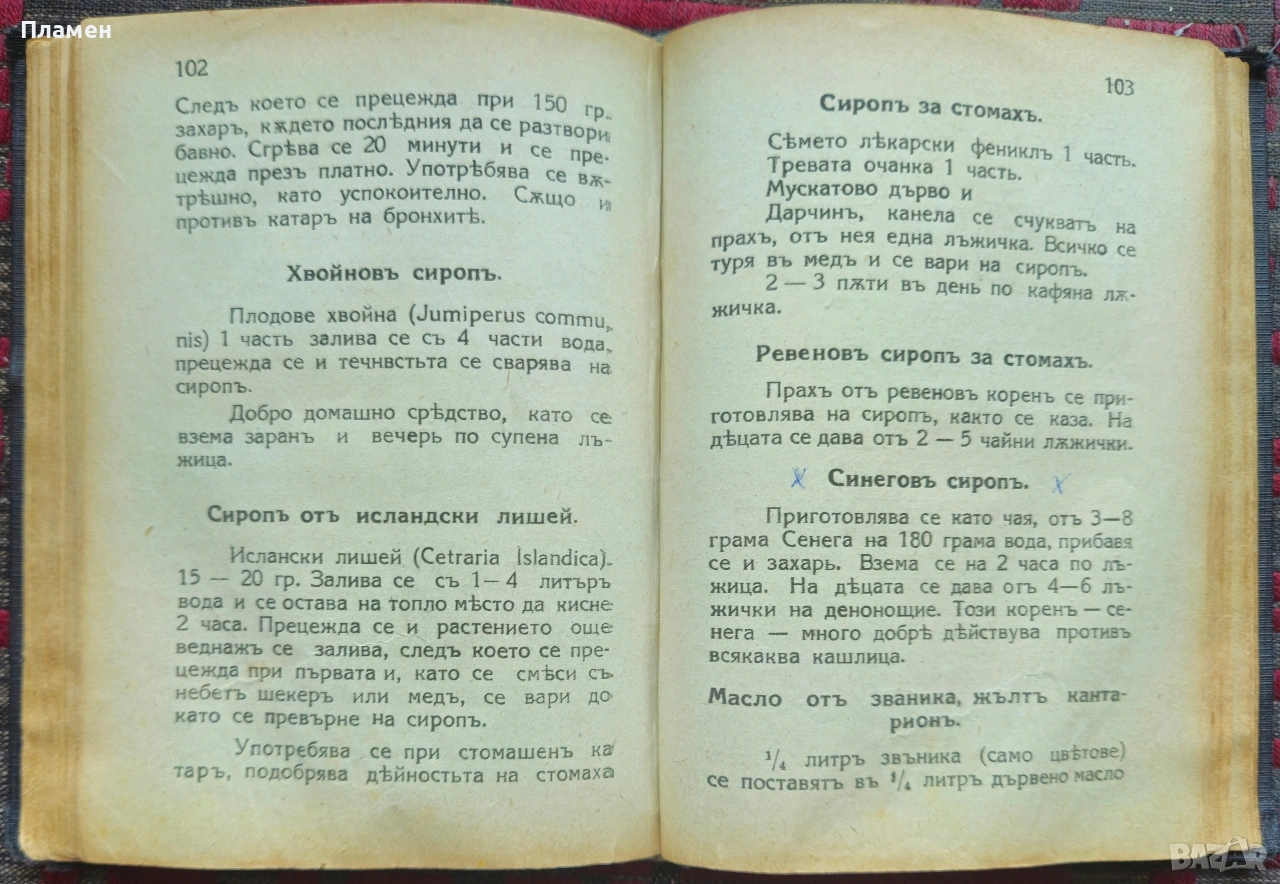 Пламен
102
Следъ което се прецежда при 150 гр.
захаръ, кѫдето последѣния да се разтвори
бавно. Сгрѣва се 20 минути и се пре-
цежда презъ платно. Употрѣбява се вѫ-
трѣшно, като успокоително. Сѫщо и
противъ катаръ на бронхитѣ.
Хвойновъ сиропъ.
Плодове хвойна (Jumiperus commu-
nis) 1 часть залива се съ 4 части вода,
прецежда се и течнвстьта се сварява на
сиропъ.
Добро домашно срѣдство, като се
взема заранъ и вечерь по супена лъ-
жица.
Сиропъ отъ исландски лишей.
Ислански лишей (Cetraria Islandica).
15 — 20 гр. Залива се съ 1—4 литъръ
вода и се остава на топло мѣсто да кисне
2 часа. Прецежда се и растението още
веднажъ се залива, следъ което се пре-
цежда при първата и, като се смѣси съ
небетъ шекеръ или медъ, се вари до
като се превърне на сиропъ.
Употребява се при стомашенъ ка
таръ, подобрява дѣйностьта на стомаха
103
Сиропъ за стомахъ.
Сѣмето лѣкарски фениклъ 1 часть.
Тревата очанка 1 часть.
Мускатово дърво и
Дарчинъ, канела се счукватъ на
прахъ, отъ нея една лъжичка. Всичко се
туря въ медъ и се вари на сиропъ.
2 — 3 пѫти въ день по кафяна лѫ-
жичка.
Ревеновъ сиропъ за стомахъ.
Прахъ отъ ревеновъ коренъ се при-
готовлява на сиропъ, както се каза. На
дѣцата се дава отъ 2 — 5 чайни лѫжички.
х Синеговъ сиропъ. х
Приготовлява се като чая, отъ 3—8
грама Сенега на 180 грама вода, прибавя
се и захарь. Взема се на 2 часа по лъ-
жица. На дѣцата се дава огъ 4—6 лъ-
жички на денонощие. Този коренъ — се-
нега — много добрѣ дѣйствува противъ
всякаква кашлица.
Масло отъ званика, жълтъ канта-
рионъ.
¼ литръ звъника (само цвѣтове)
се поставятъ въ ¼ литръ дървено масло
BAZAR